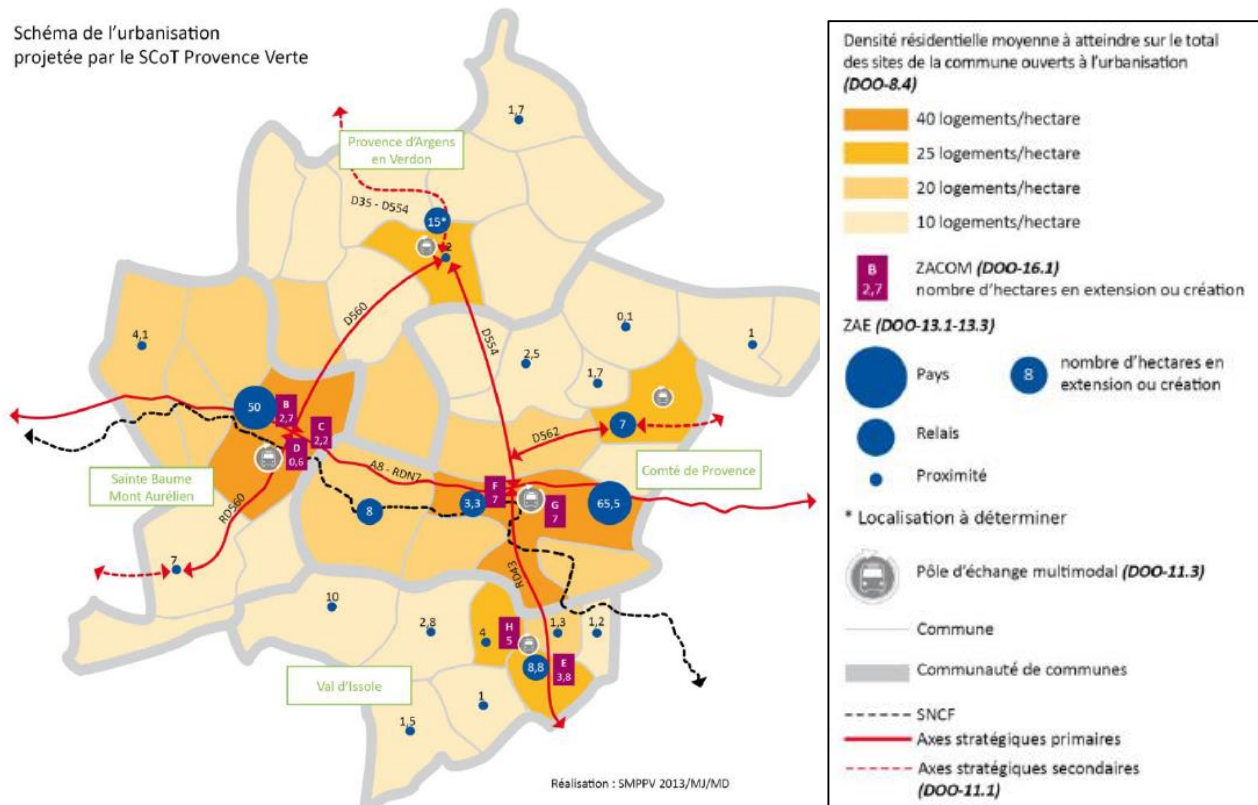 Schéma de l'urbanisation
projetée par le SCoT Provence Verte
1,7
Provence d'Argens
en Verdon
D35 - D554
15*
2
D560
4,1
D554
0,1
1
2,5
1,7
50
B
2,7
C
2,2
D
0,6
7
D562
Sainte Baume
Mont Aurélien
A8 - RDN7
Comté de Provence
F
7
3,3
G
7
65,5
8
RD560
7
RD43
10
2,8
4
H
5
1,3
1,2
8,8
E
3,8
Val d'Issole
1
1,5
Réalisation : SMPPV 2013/MJ/MD
Densité résidentielle moyenne à atteindre sur le total
des sites de la commune ouverts à l'urbanisation
(DOO-8.4)
40 logements/hectare
25 logements/hectare
20 logements/hectare
10 logements/hectare
B
2,7
ZACOM (DOO-16.1)
nombre d'hectares en extension ou création
ZAE (DOO-13.1-13.3)
Pays
8
nombre d'hectares en
extension ou création
Relais
Proximité
* Localisation à déterminer
Pôle d'échange multimodal (DOO-11.3)
Commune
Communauté de communes
SNCF
Axes stratégiques primaires
Axes stratégiques secondaires
(DOO-11.1)